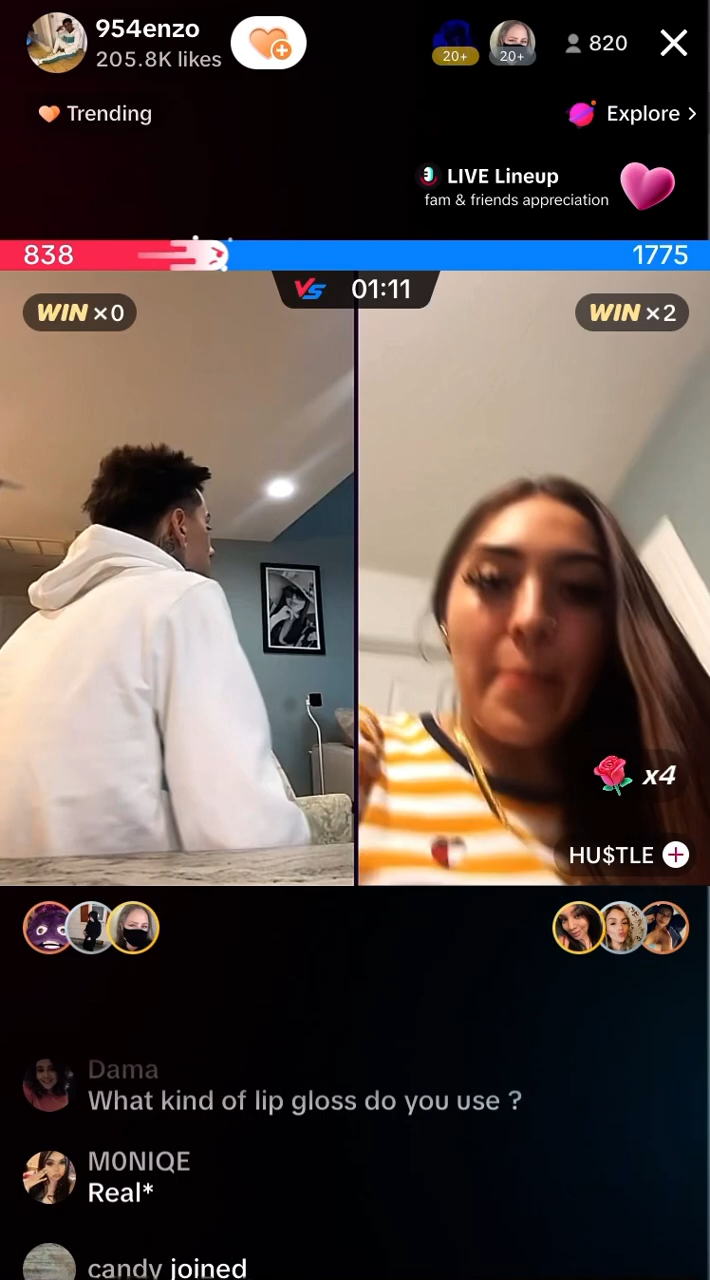 954enzo
205.8K likes
20+
20+
820
Trending
Explore >
LIVE Lineup
fam & friends appreciation
838
1775
VS 01:11
WIN ×0
WIN ×2
x4
HU$TLE
Dama
What kind of lip gloss do you use ?
M0NIQE
Real*
candy joined